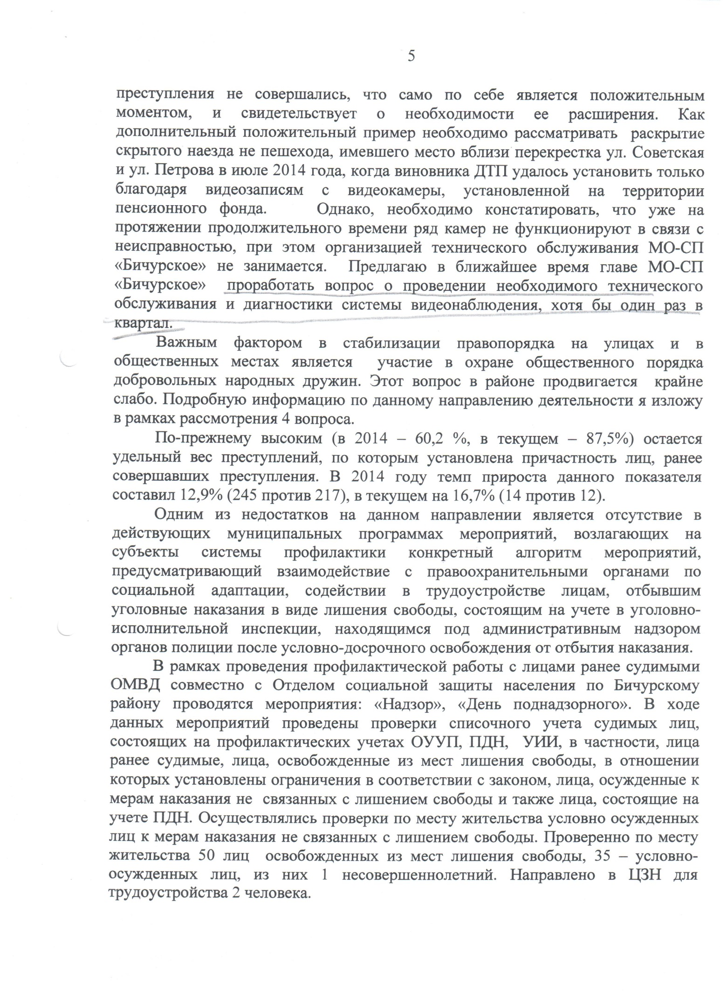 5
преступления не совершались, что само по себе является положительным
моментом, и свидетельствует о необходимости ее расширения. Как
дополнительный положительный пример необходимо рассматривать раскрытие
скрытого наезда не пешехода, имевшего место вблизи перекрестка ул. Советская
и ул. Петрова в июле 2014 года, когда виновника ДТП удалось установить только
благодаря видеозаписям с видеокамеры, установленной на территории
пенсионного фонда. Однако, необходимо констатировать, что уже на
протяжении продолжительного времени ряд камер не функционируют в связи с
неисправностью, при этом организацией технического обслуживания МО-СП
«Бичурское» не занимается. Предлагаю в ближайшее время главе МО-СП
«Бичурское» проработать вопрос о проведении необходимого технического
обслуживания и диагностики системы видеонаблюдения, хотя бы один раз в
квартал.
Важным фактором в стабилизации правопорядка на улицах и в
общественных местах является участие в охране общественного порядка
добровольных народных дружин. Этот вопрос в районе продвигается крайне
слабо. Подробную информацию по данному направлению деятельности я изложу
в рамках рассмотрения 4 вопроса.
По-прежнему высоким (в 2014 – 60,2 %, в текущем – 87,5%) остается
удельный вес преступлений, по которым установлена причастность лиц, ранее
совершавших преступления. В 2014 году темп прироста данного показателя
составил 12,9% (245 против 217), в текущем на 16,7% (14 против 12).
Одним из недостатков на данном направлении является отсутствие в
действующих муниципальных программах мероприятий, возлагающих на
субъекты системы профилактики конкретный алгоритм мероприятий,
предусматривающий взаимодействие с правоохранительными органами по
социальной адаптации, содействии в трудоустройстве лицам, отбывшим
уголовные наказания в виде лишения свободы, состоящим на учете в уголовно-
исполнительной инспекции, находящимся под административным надзором
органов полиции после условно-досрочного освобождения от отбытия наказания.
В рамках проведения профилактической работы с лицами ранее судимыми
ОМВД совместно с Отделом социальной защиты населения по Бичурскому
району проводятся мероприятия: «Надзор», «День поднадзорного». В ходе
данных мероприятий проведены проверки списочного учета судимых лиц,
состоящих на профилактических учетах ОУУП, ПДН, УИИ, в частности, лица
ранее судимые, лица, освобожденные из мест лишения свободы, в отношении
которых установлены ограничения в соответствии с законом, лица, осужденные к
мерам наказания не связанных с лишением свободы и также лица, состоящие на
учете ПДН. Осуществлялись проверки по месту жительства условно осужденных
лиц к мерам наказания не связанных с лишением свободы. Проверенно по месту
жительства 50 лиц освобожденных из мест лишения свободы, 35 – условно-
осужденных лиц, из них 1 несовершеннолетний. Направлено в ЦЗН для
трудоустройства 2 человека.